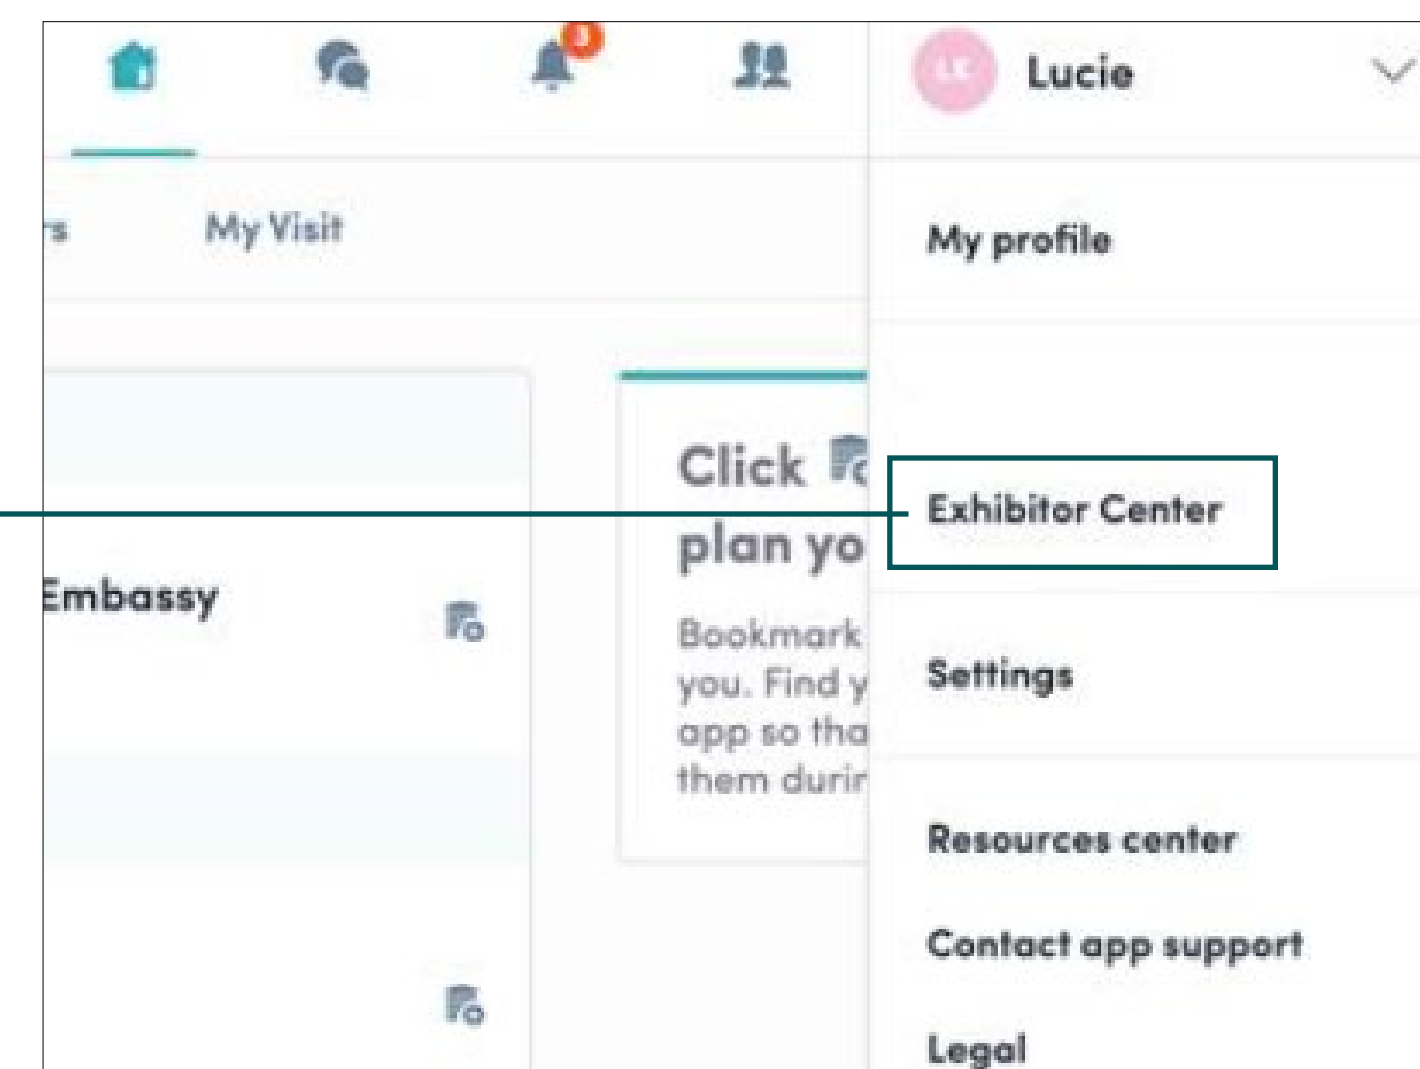 Lucie
My Visit
My profile
Click
plan yo
Exhibitor Center
Embassy
Bookmark
you. Find y
app so tha
them durin
Settings
Resources center
Contact app support
Legal